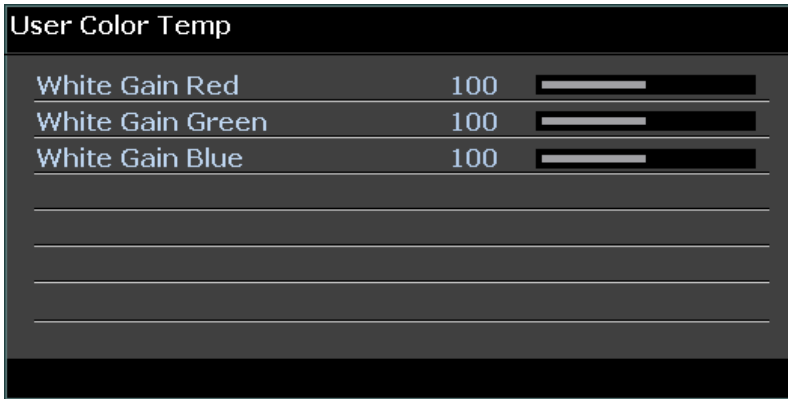 User Color Temp
White Gain Red 100
White Gain Green 100
White Gain Blue 100